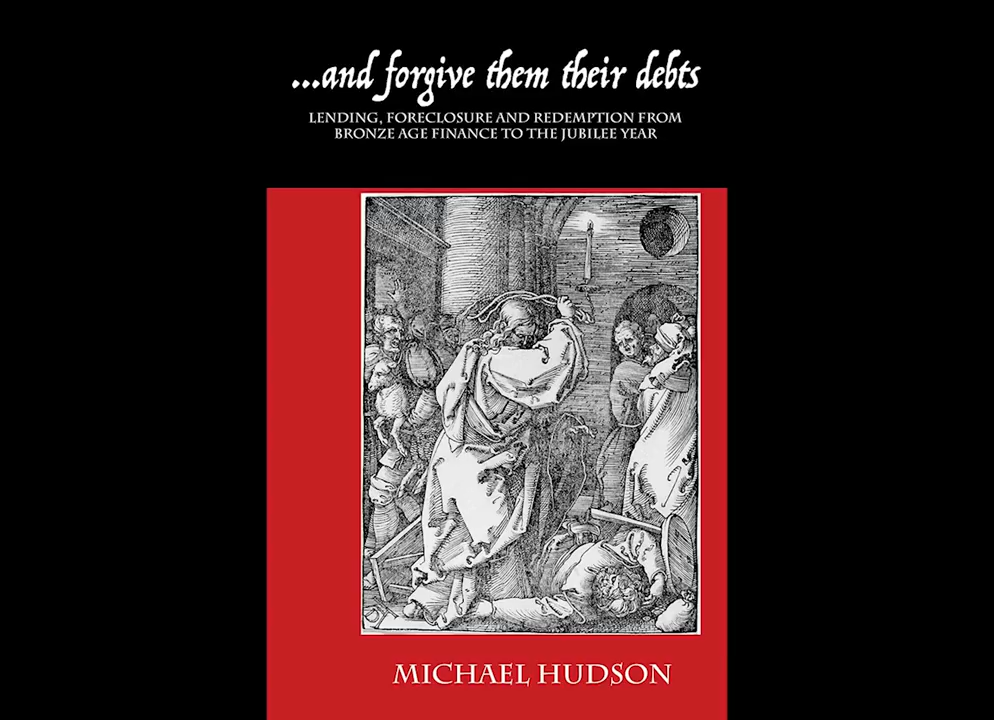 ...and forgive them their debts
LENDING, FORECLOSURE AND REDEMPTION FROM
BRONZE AGE FINANCE TO THE JUBILEE YEAR
MICHAEL HUDSON